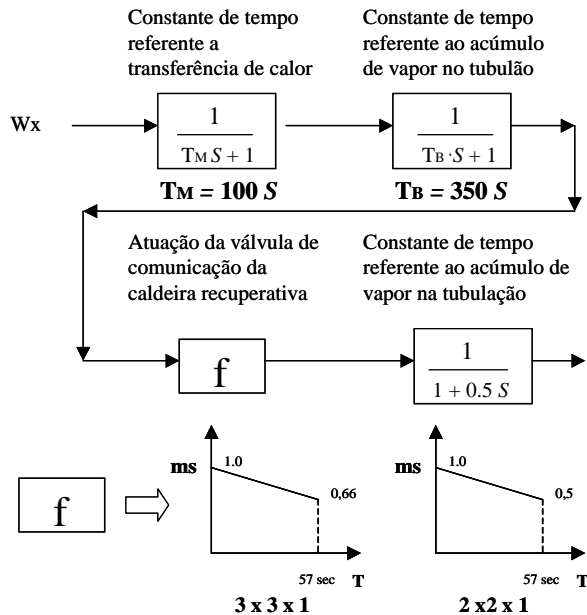 Constante de tempo
referente a
transferência de calor
Constante de tempo
referente ao acúmulo
de vapor no tubulão
Wx
1
TM S + 1
1
TB ·S + 1
TM = 100 S
TB = 350 S
Atuação da válvula de
comunicação da
caldeira recuperativa
Constante de tempo
referente ao acúmulo de
vapor na tubulação
f
1
1 + 0.5 S
f
ms
1.0
0,66
57 sec
T
3 x 3 x 1
ms
1.0
0,5
57 sec
T
2 x2 x 1